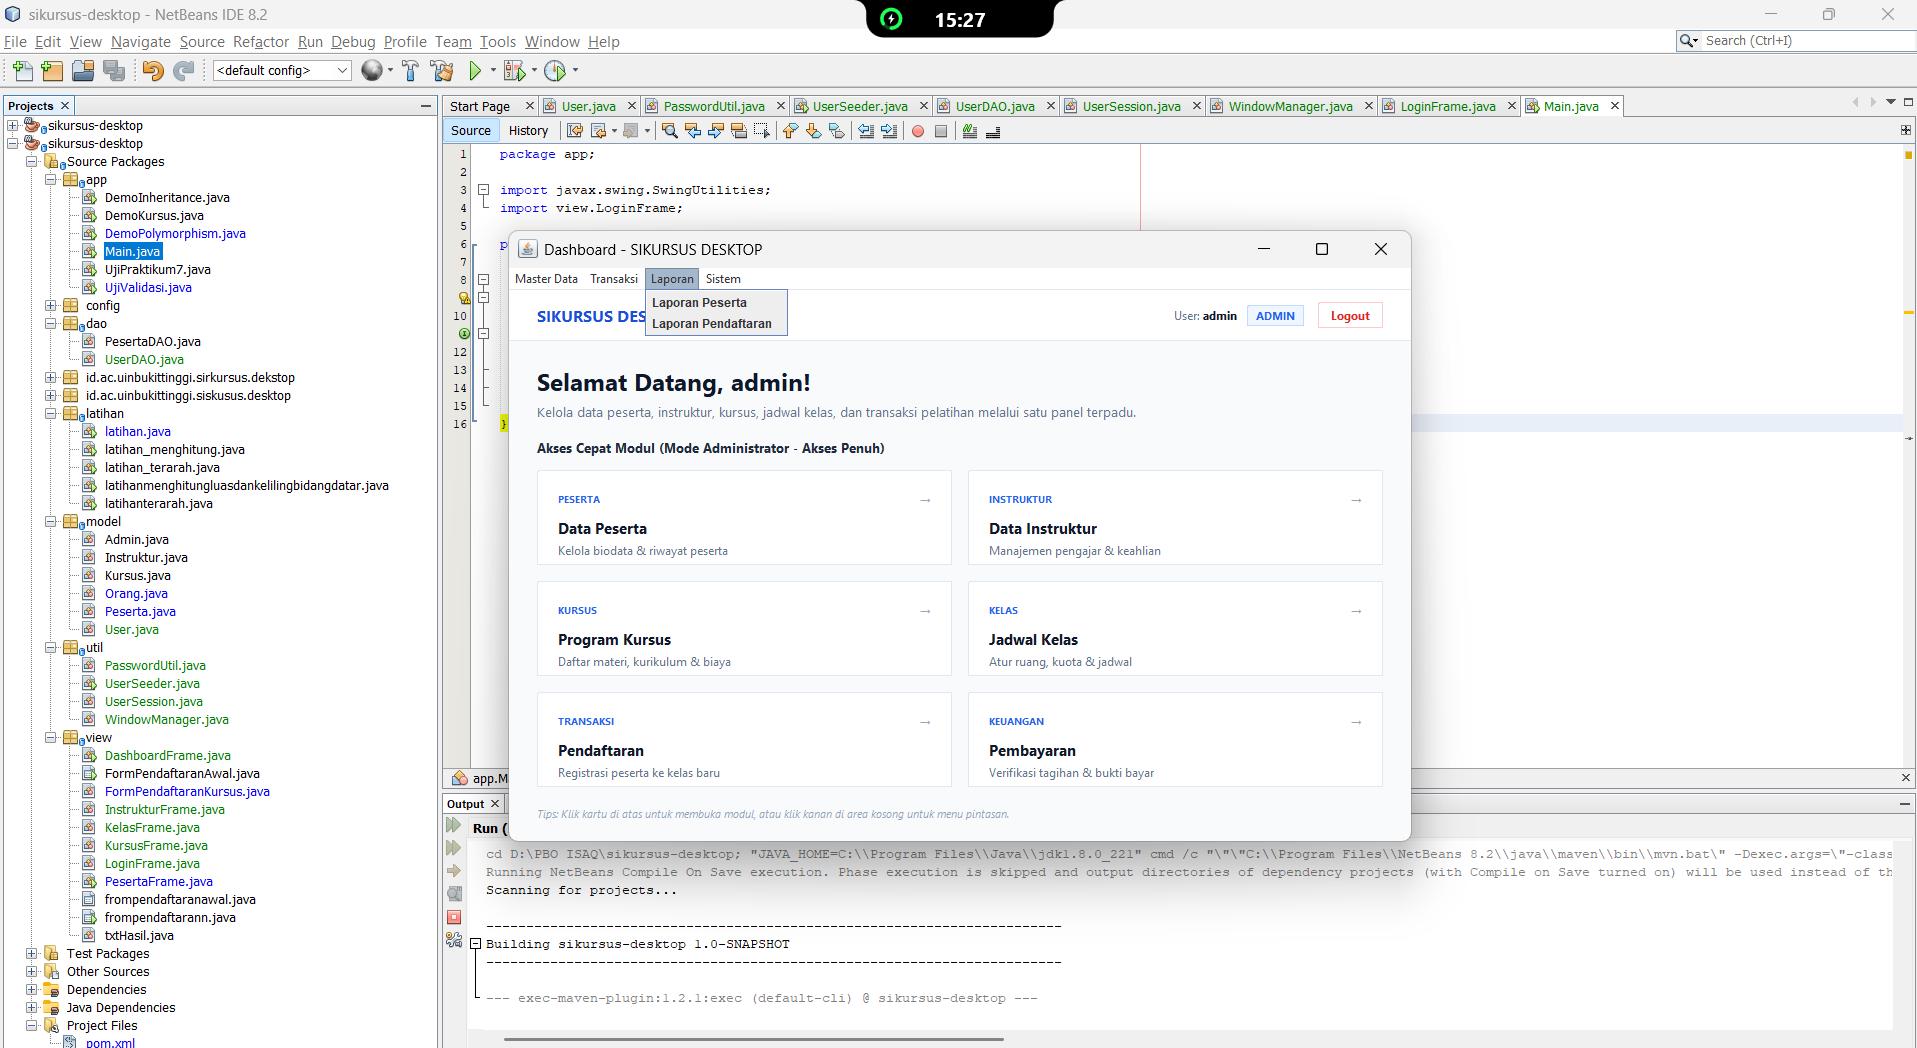 sikursus-desktop - NetBeans IDE 8.2
15:27
File Edit View Navigate Source Refactor Run Debug Profile Team Tools Window Help
Search (Ctrl+I)
<default config>
Projects
sikursus-desktop
sikursus-desktop
Source Packages
app
DemoInheritance.java
DemoKursus.java
DemoPolymorphism.java
Main.java
UjiPraktikum7.java
UjiValidasi.java
config
dao
PesertaDAO.java
UserDAO.java
id.ac.uinbukittinggi.sirkursus.dekstop
id.ac.uinbukittinggi.siskusus.desktop
latihan
latihan.java
latihan_menghitung.java
latihan_terarah.java
latihanmenghitungluasdankelilingbidangdatar.java
latihanterarah.java
model
Admin.java
Instruktur.java
Kursus.java
Orang.java
Peserta.java
User.java
util
PasswordUtil.java
UserSeeder.java
UserSession.java
WindowManager.java
view
DashboardFrame.java
FormPendaftaranAwal.java
FormPendaftaranKursus.java
InstrukturFrame.java
KelasFrame.java
KursusFrame.java
LoginFrame.java
PesertaFrame.java
frompendaftaranawal.java
frompendaftarann.java
txtHasil.java
Test Packages
Other Sources
Dependencies
Java Dependencies
Project Files
pom.xml
Start Page User.java PasswordUtil.java UserSeeder.java UserDAO.java UserSession.java WindowManager.java LoginFrame.java Main.java
Source History
1 package app;
2
3 import javax.swing.SwingUtilities;
4 import view.LoginFrame;
5
6 p
7
8
10
12
13
14
15
16 }
app.M
Dashboard - SIKURSUS DESKTOP
Master Data Transaksi Laporan Sistem
Laporan Peserta
Laporan Pendaftaran
SIKURSUS DES
User: admin ADMIN Logout
Selamat Datang, admin!
Kelola data peserta, instruktur, kursus, jadwal kelas, dan transaksi pelatihan melalui satu panel terpadu.
Akses Cepat Modul (Mode Administrator - Akses Penuh)
PESERTA →
Data Peserta
Kelola biodata & riwayat peserta
INSTRUKTUR →
Data Instruktur
Manajemen pengajar & keahlian
KURSUS →
Program Kursus
Daftar materi, kurikulum & biaya
KELAS →
Jadwal Kelas
Atur ruang, kuota & jadwal
TRANSAKSI →
Pendaftaran
Registrasi peserta ke kelas baru
KEUANGAN →
Pembayaran
Verifikasi tagihan & bukti bayar
Tips: Klik kartu di atas untuk membuka modul, atau klik kanan di area kosong untuk menu pintasan.
Output
Run (
cd D:\PBO ISAQ\sikursus-desktop; "JAVA_HOME=C:\\Program Files\\Java\\jdk1.8.0_221" cmd /c "\"\"C:\\Program Files\\NetBeans 8.2\\java\\maven\\bin\\mvn.bat\" -Dexec.args=\"-class
Running NetBeans Compile On Save execution. Phase execution is skipped and output directories of dependency projects (with Compile on Save turned on) will be used instead of th
Scanning for projects...
------------------------------------------------------------------------
Building sikursus-desktop 1.0-SNAPSHOT
------------------------------------------------------------------------
--- exec-maven-plugin:1.2.1:exec (default-cli) @ sikursus-desktop ---